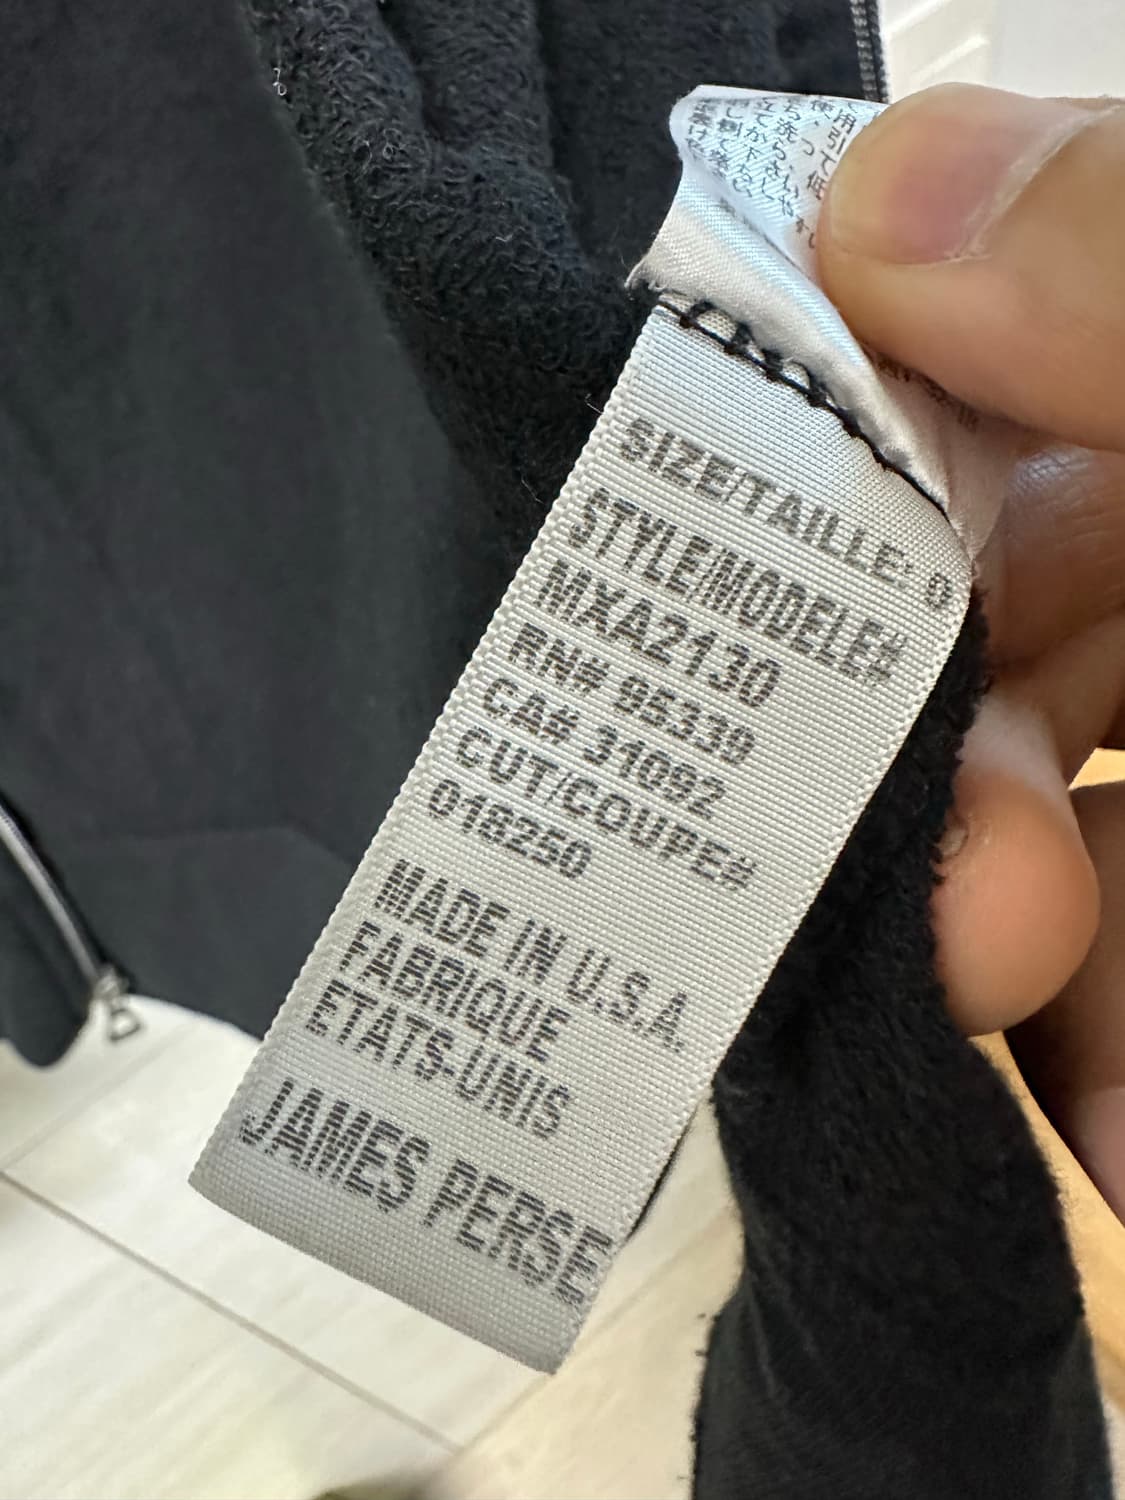 SIZE/TAILLE: 0
STYLE/MODELE#
MXA2130
RN# 95339
CA# 31092
CUT/COUPE#
018250
MADE IN U.S.A.
FABRIQUE
ETATS-UNIS
JAMES PERSE